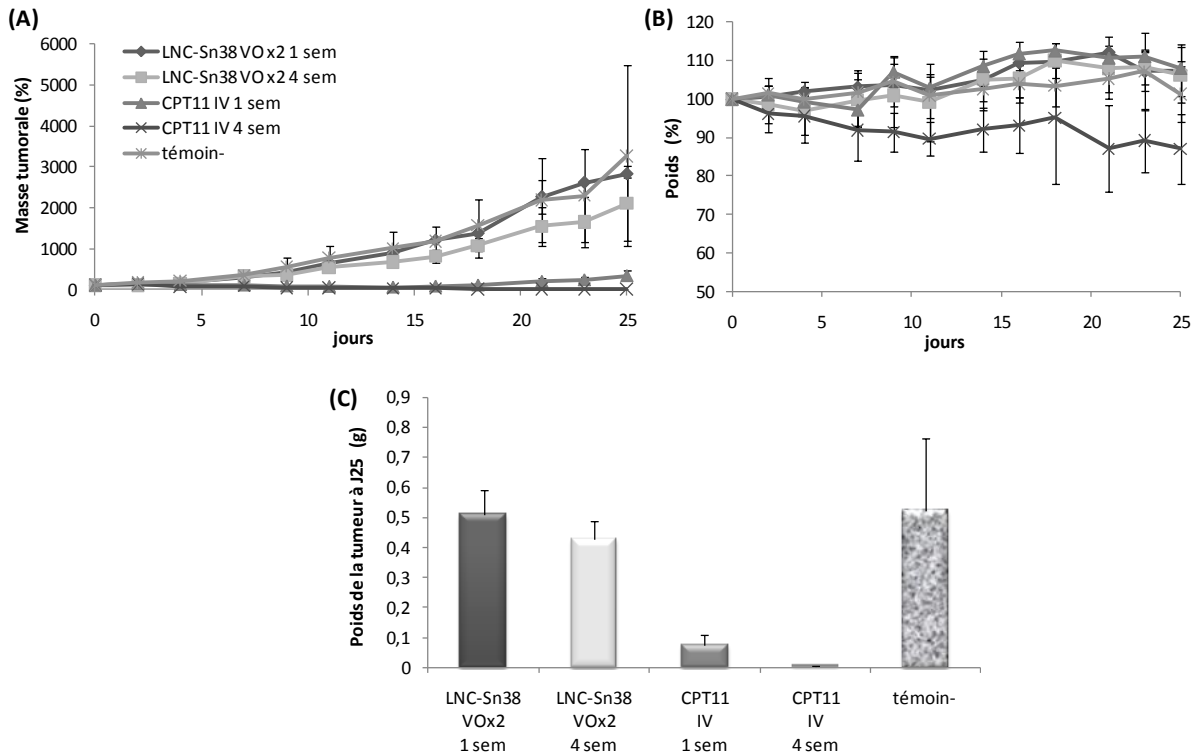 (A)
Masse tumorale (%)
6000
5000
4000
3000
2000
1000
0
LNC-Sn38 VO x2 1 sem
LNC-Sn38 VO x2 4 sem
CPT11 IV 1 sem
CPT11 IV 4 sem
témoin-
0 5 10 15 20 25
jours
(B)
Poids (%)
120
110
100
90
80
70
60
50
0 5 10 15 20 25
jours
(C)
Poids de la tumeur à J25 (g)
0,9
0,8
0,7
0,6
0,5
0,4
0,3
0,2
0,1
0
LNC-Sn38
VOx2
1 sem
LNC-Sn38
VOx2
4 sem
CPT11
IV
1 sem
CPT11
IV
4 sem
témoin-